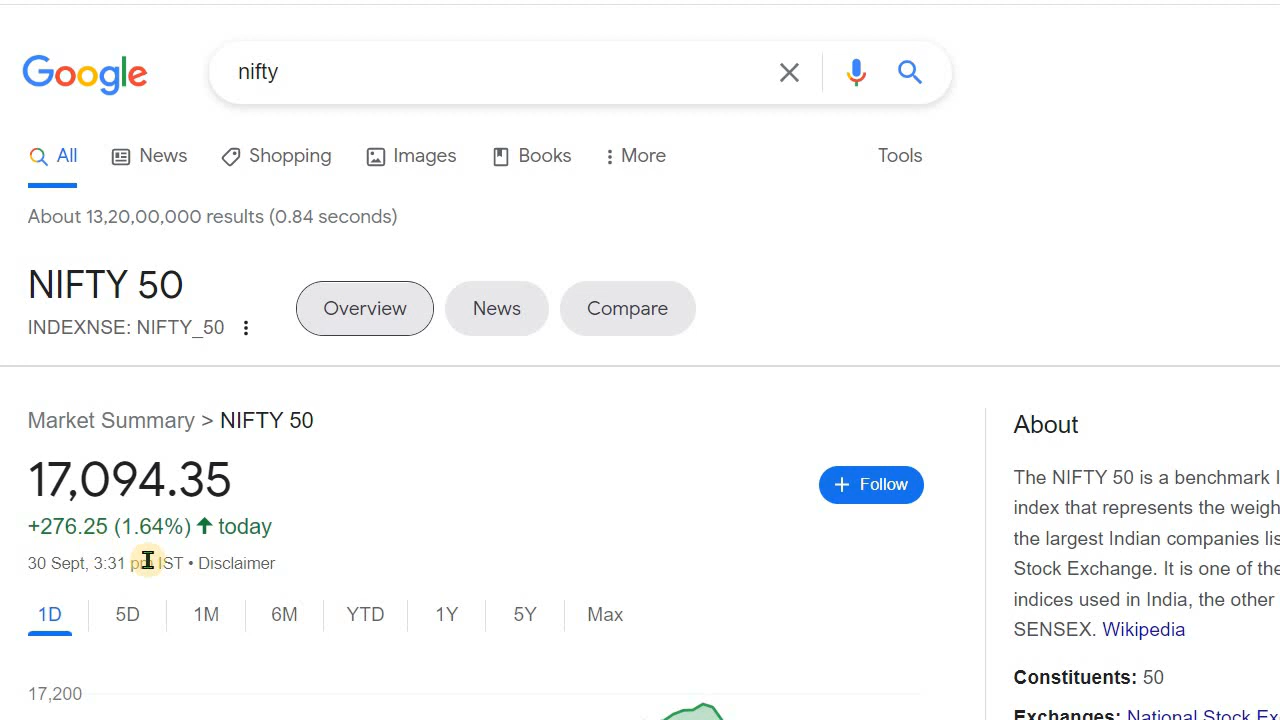 Google
nifty
All News Shopping Images Books More Tools
About 13,20,00,000 results (0.84 seconds)
NIFTY 50
INDEXNSE: NIFTY_50
Overview News Compare
Market Summary > NIFTY 50
17,094.35
+ Follow
+276.25 (1.64%) today
30 Sept, 3:31 pm IST • Disclaimer
1D 5D 1M 6M YTD 1Y 5Y Max
17,200
About
The NIFTY 50 is a benchmark
index that represents the
the largest Indian companies
Stock Exchange. It is one of the
indices used in India, the other
SENSEX. Wikipedia
Constituents: 50
Exchanges: National Stock